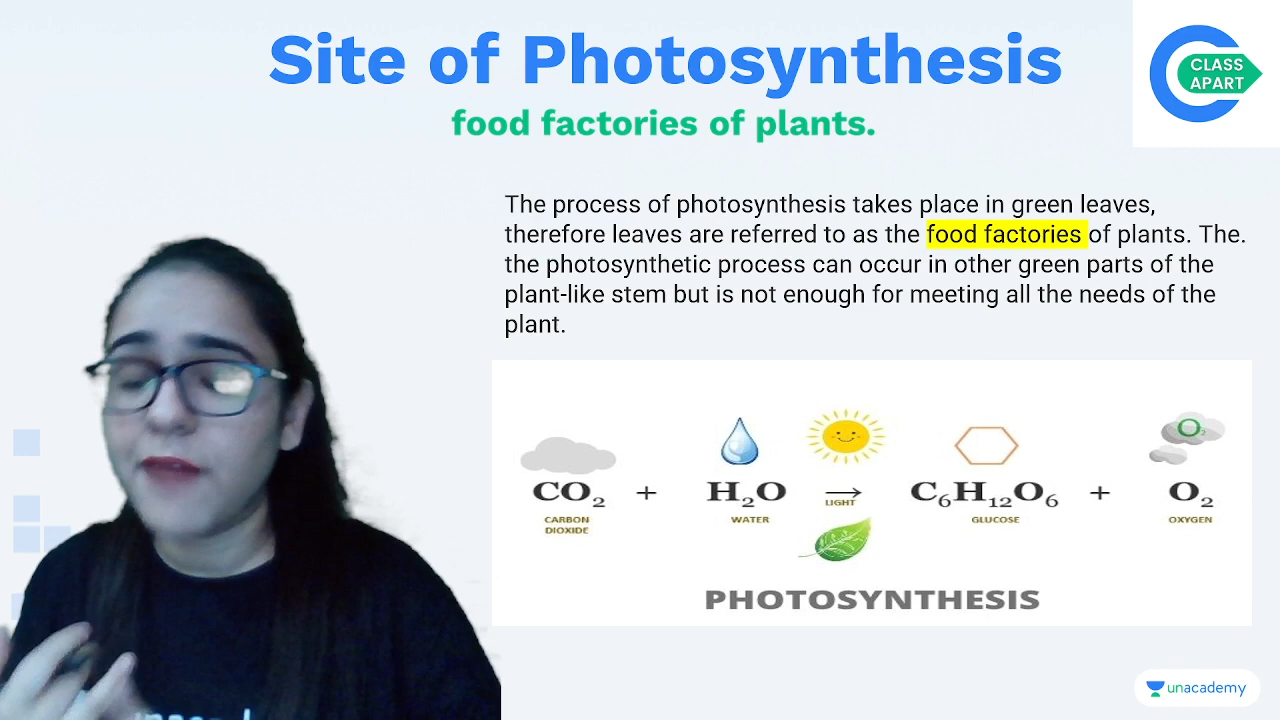 Site of Photosynthesis
CLASS
APART
food factories of plants.
The process of photosynthesis takes place in green leaves,
therefore leaves are referred to as the food factories of plants. The.
the photosynthetic process can occur in other green parts of the
plant-like stem but is not enough for meeting all the needs of the
plant.
O₂
CO₂ + H₂O → C₆H₁₂O₆ + O₂
LIGHT
CARBON DIOXIDE WATER GLUCOSE OXYGEN
PHOTOSYNTHESIS
unacademy